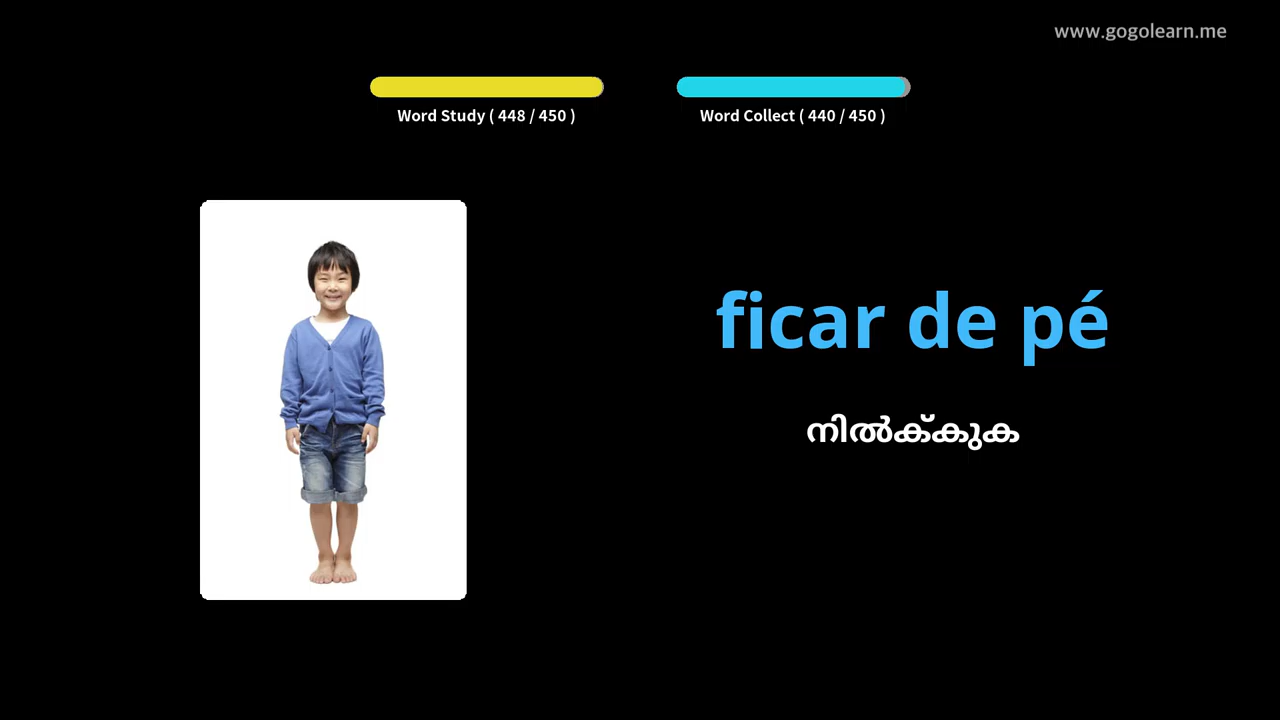 www.gogolearn.me
Word Study ( 448 / 450 )
Word Collect ( 440 / 450 )
ficar de pé
നിൽക്കുക